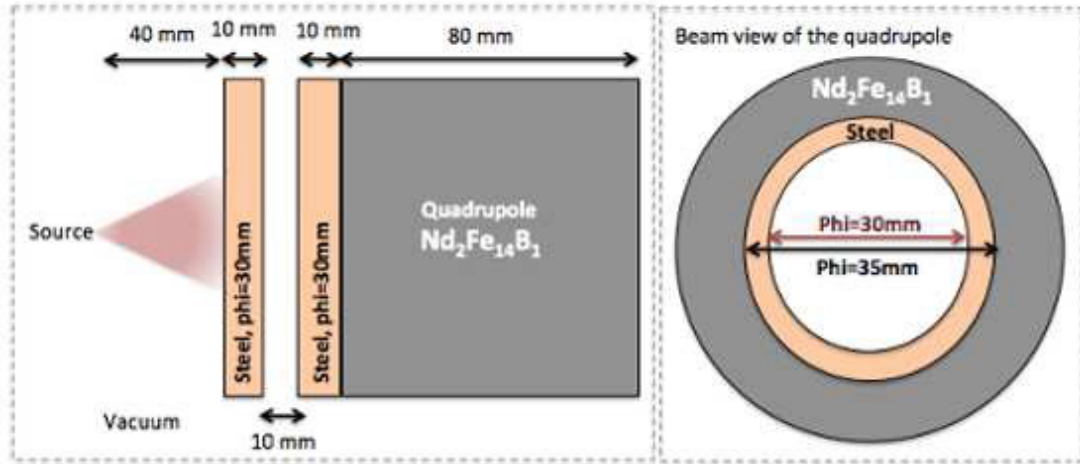 40 mm
10 mm
10 mm
80 mm
Source
Steel, phi=30mm
Steel, phi=30mm
Quadrupole
Nd₂Fe₁₄B₁
Vacuum
10 mm
Beam view of the quadrupole
Nd₂Fe₁₄B₁
Steel
Phi=30mm
Phi=35mm